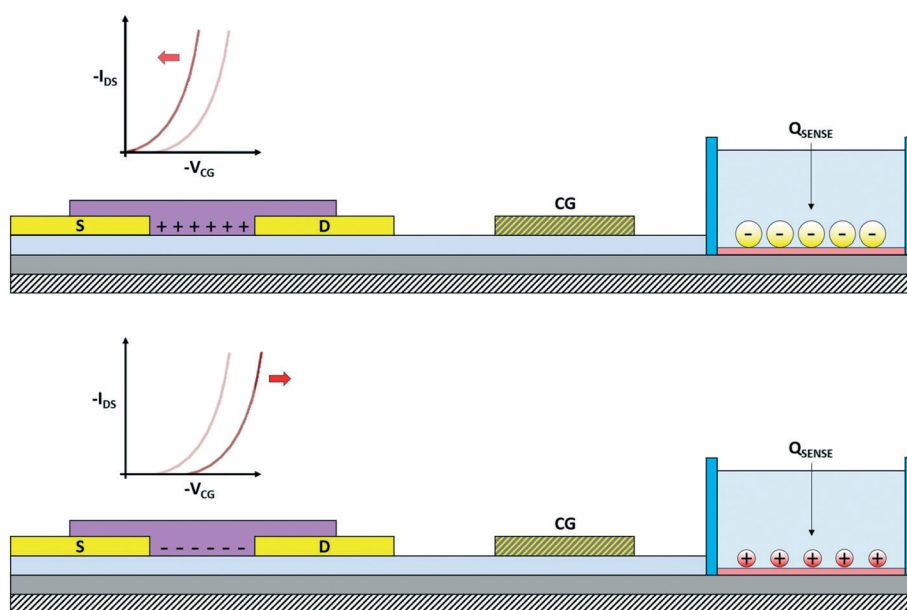 -I_DS
-V_CG
Q_SENSE
CG
S
+ + + + + +
D
- - - - -
-I_DS
-V_CG
Q_SENSE
CG
S
- - - - - -
D
+ + + + +